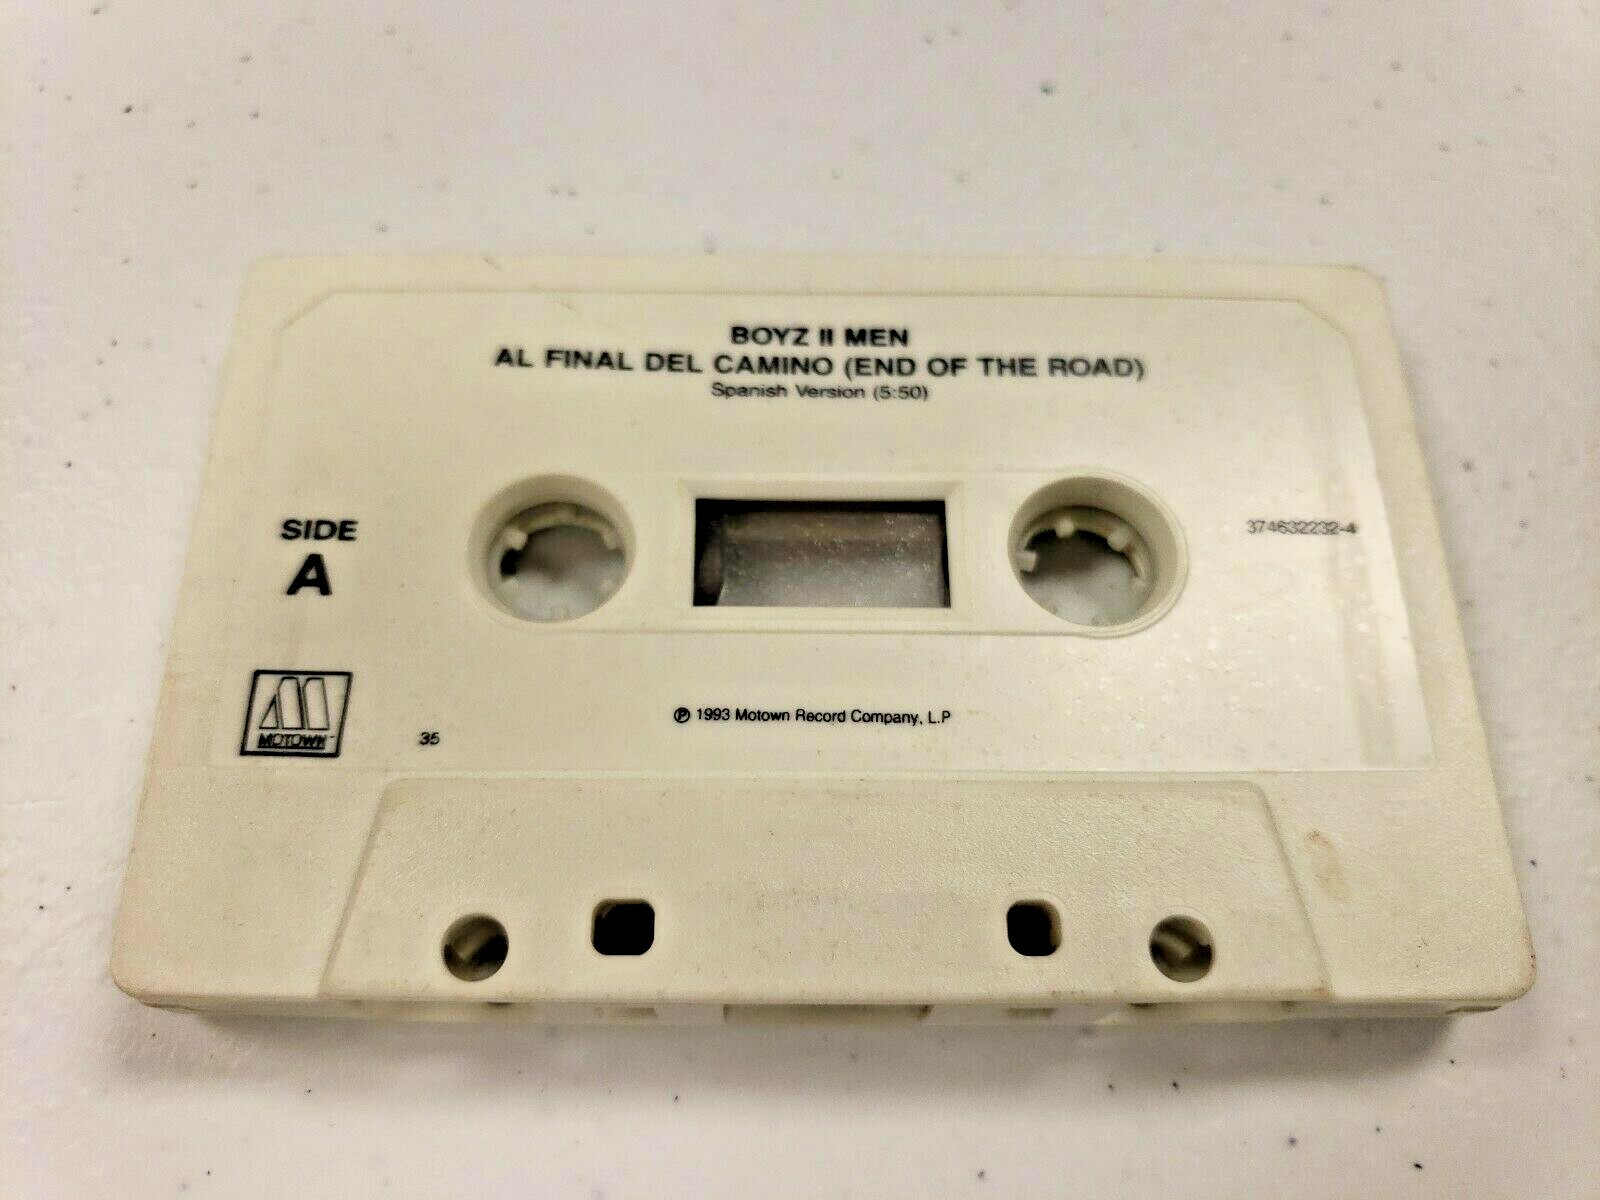 BOYZ II MEN
AL FINAL DEL CAMINO (END OF THE ROAD)
Spanish Version (5:50)
SIDE
A
374632232-4
MOTOWN
35
℗ 1993 Motown Record Company, L.P